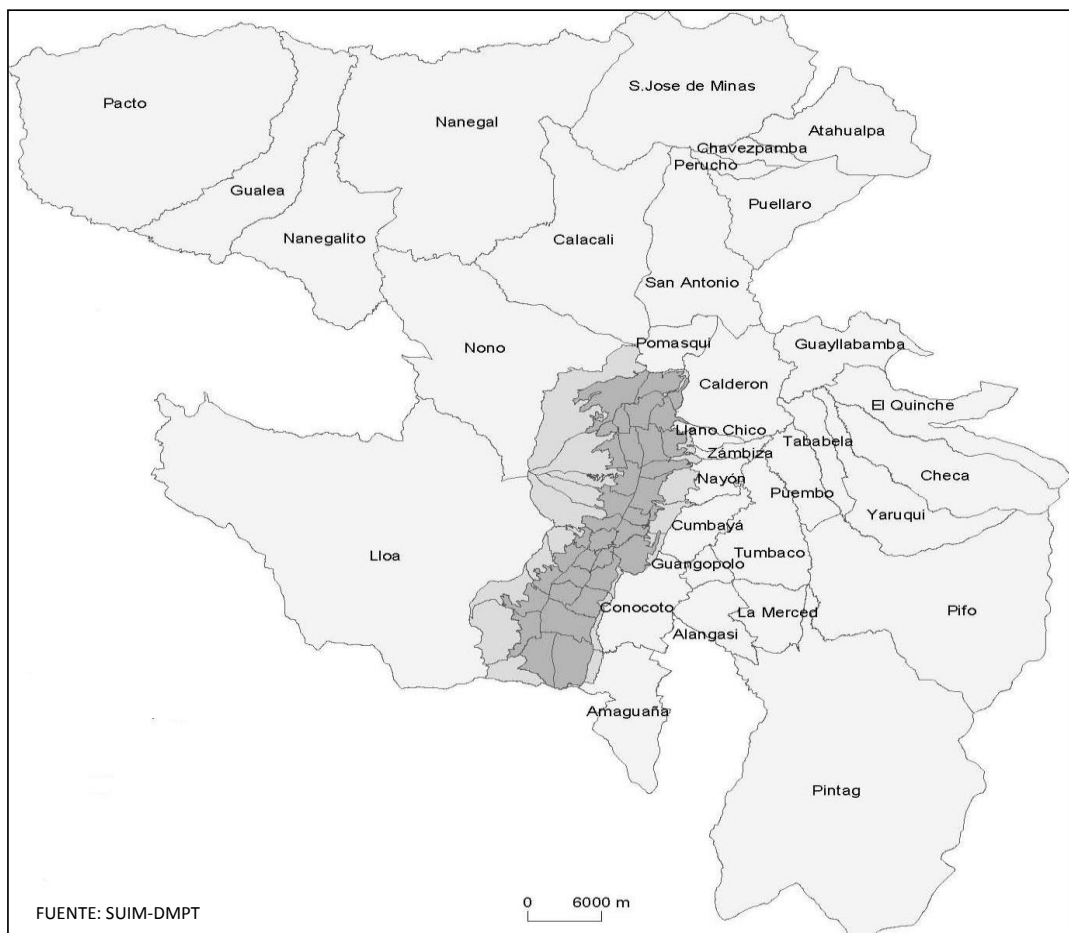 S.Jose de Minas
Pacto
Nanegal
Atahualpa
Chavezpamba
Perucho
Gualea
Puellaro
Nanegalito
Calacali
San Antonio
Pomasqui
Guayllabamba
Nono
Calderon
El Quinche
Llano Chico
Tababela
Zámbiza
Checa
Nayón
Puembo
Yaruqui
Cumbayá
Lloa
Tumbaco
Guangopolo
Conocoto
La Merced
Pifo
Alangasi
Amaguaña
Pintag
0 6000 m
FUENTE: SUIM-DMPT